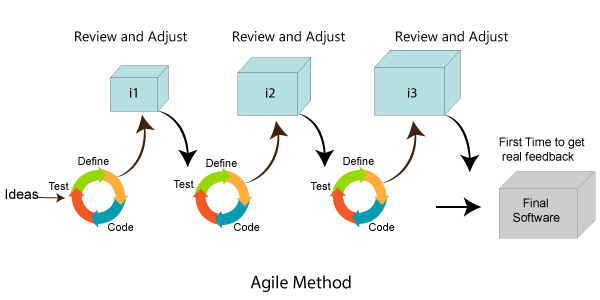 Review and Adjust
Review and Adjust
Review and Adjust
i1
i2
i3
First Time to get
real feedback
Define
Define
Define
Test
Test
Test
Ideas
Code
Code
Code
Final
Software
Agile Method